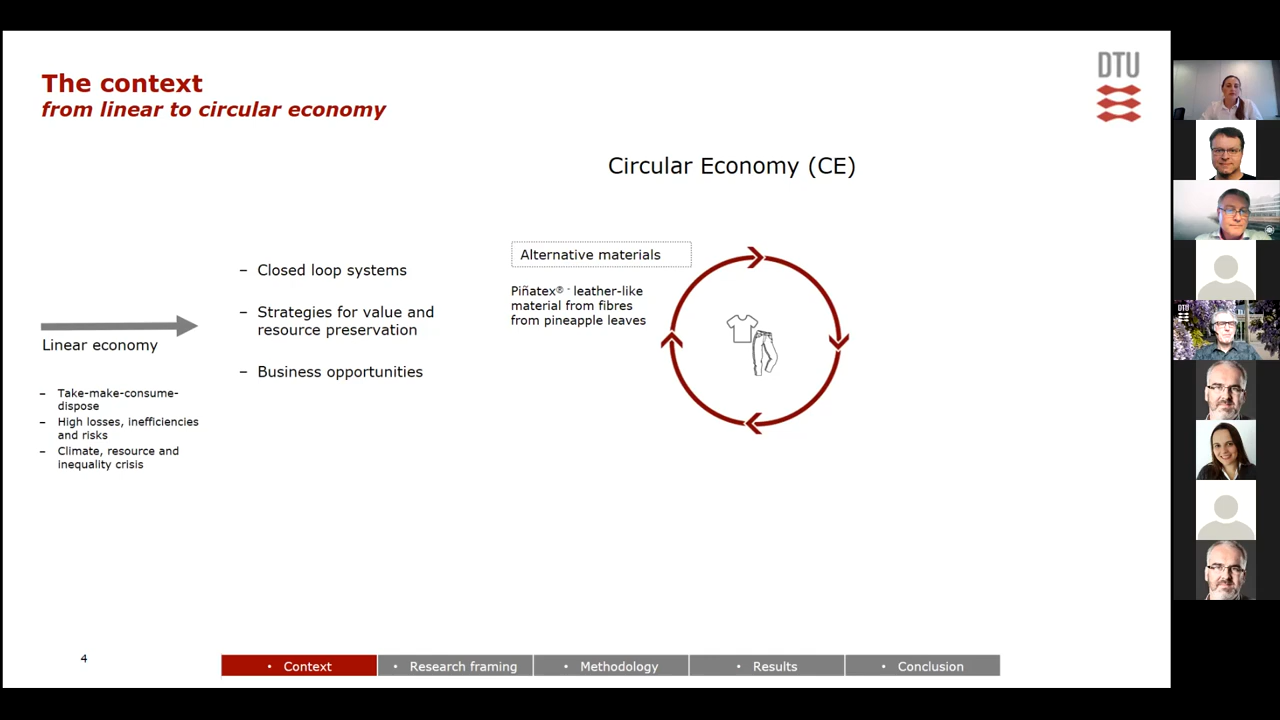 The context
from linear to circular economy
DTU
Circular Economy (CE)
Linear economy
– Take-make-consume-
dispose
– High losses, inefficiencies
and risks
– Climate, resource and
inequality crisis
– Closed loop systems
– Strategies for value and
resource preservation
– Business opportunities
Alternative materials
Piñatex® - leather-like
material from fibres
from pineapple leaves
4
• Context
• Research framing
• Methodology
• Results
• Conclusion
DTU